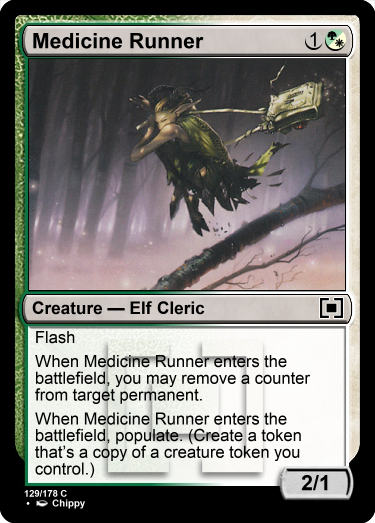 Medicine Runner 1
Creature — Elf Cleric
Flash
When Medicine Runner enters the
battlefield, you may remove a counter
from target permanent.
When Medicine Runner enters the
battlefield, populate. (Create a token
that's a copy of a creature token you
control.)
2/1
129/178 C
• Chippy